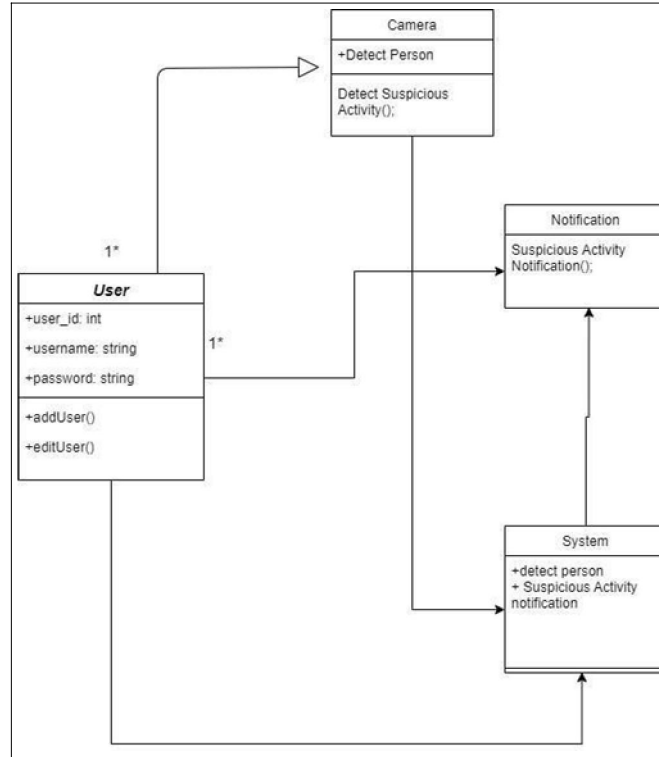 Camera
+Detect Person
Detect Suspicious
Activity();
Notification
Suspicious Activity
Notification();
1*
User
+user_id: int
+username: string
+password: string
+addUser()
+editUser()
1*
System
+detect person
+ Suspicious Activity
notification